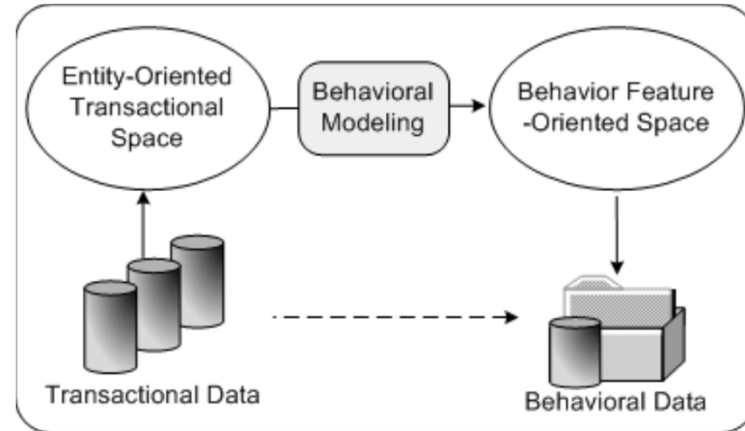 Entity-Oriented
Transactional
Space
Behavioral
Modeling
Behavior Feature
-Oriented Space
Transactional Data
Behavioral Data